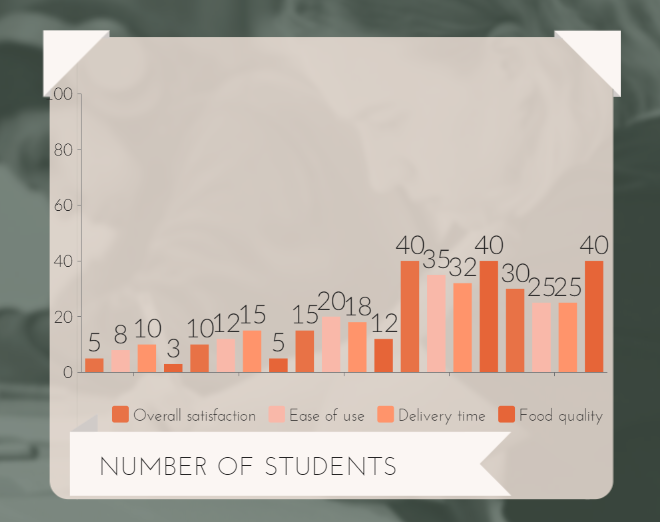 00
80
60
40
20
0
5 8 10 3 10 12 15 5 15 20 18 12 40 35 32 40 30 25 25 40
Overall satisfaction Ease of use Delivery time Food quality
NUMBER OF STUDENTS